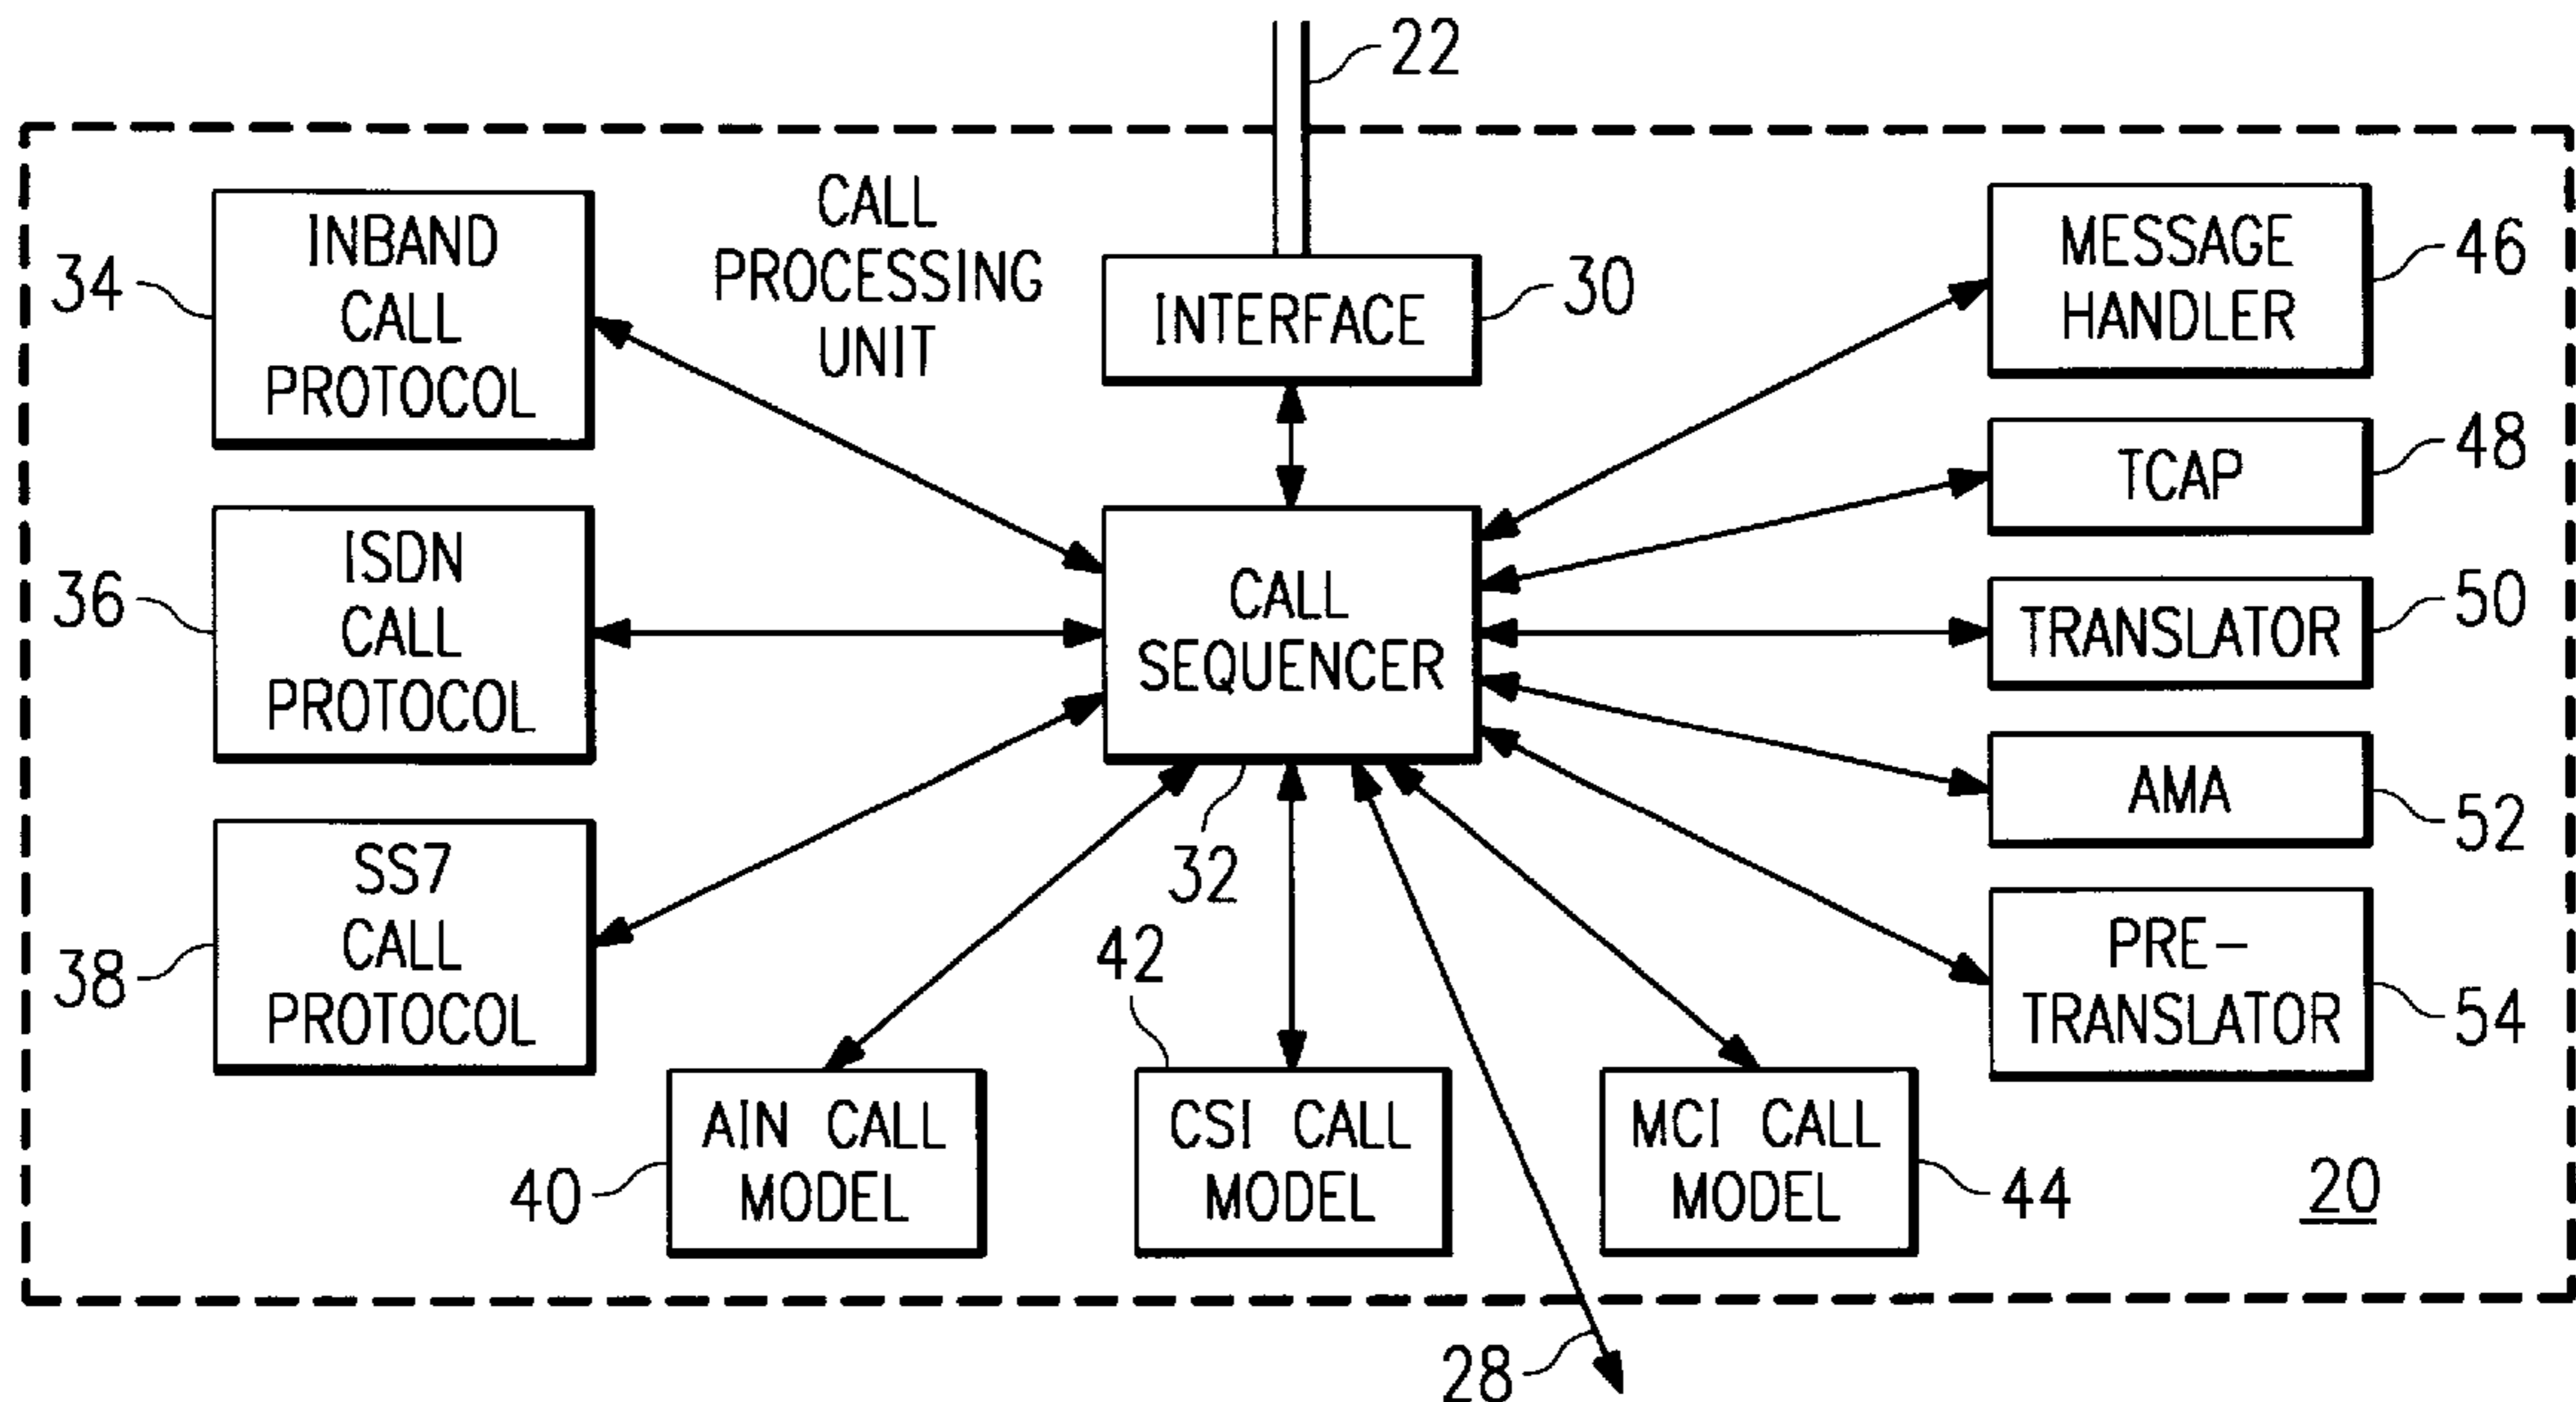 22
CALL
PROCESSING
UNIT
INBAND
CALL
PROTOCOL
34
INTERFACE
30
MESSAGE
HANDLER
46
TCAP
48
ISDN
CALL
PROTOCOL
36
CALL
SEQUENCER
32
TRANSLATOR
50
AMA
52
SS7
CALL
PROTOCOL
38
PRE-
TRANSLATOR
54
AIN CALL
MODEL
40
42
CSI CALL
MODEL
MCI CALL
MODEL
44
20
28